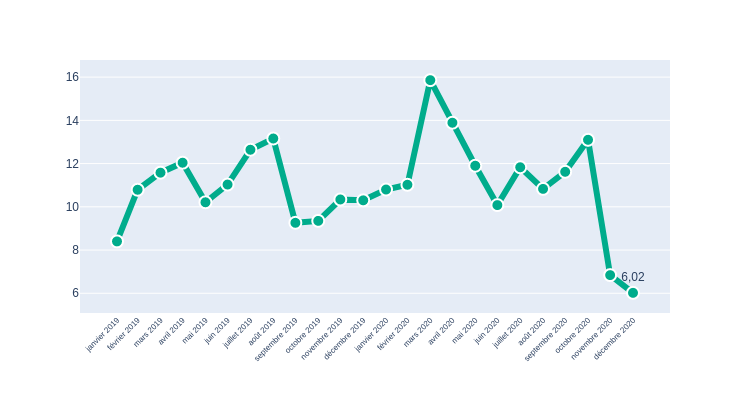 16
14
12
10
8
6
6,02
janvier 2019
février 2019
mars 2019
avril 2019
mai 2019
juin 2019
juillet 2019
août 2019
septembre 2019
octobre 2019
novembre 2019
décembre 2019
janvier 2020
février 2020
mars 2020
avril 2020
mai 2020
juin 2020
juillet 2020
août 2020
septembre 2020
octobre 2020
novembre 2020
décembre 2020